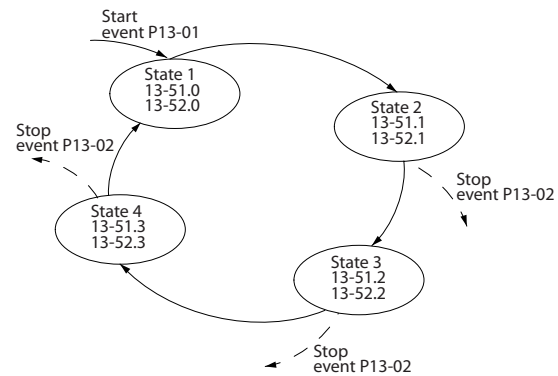 Start
event P13-01
State 1
13-51.0
13-52.0
State 2
13-51.1
13-52.1
Stop
event P13-02
Stop
event P13-02
State 4
13-51.3
13-52.3
State 3
13-51.2
13-52.2
Stop
event P13-02